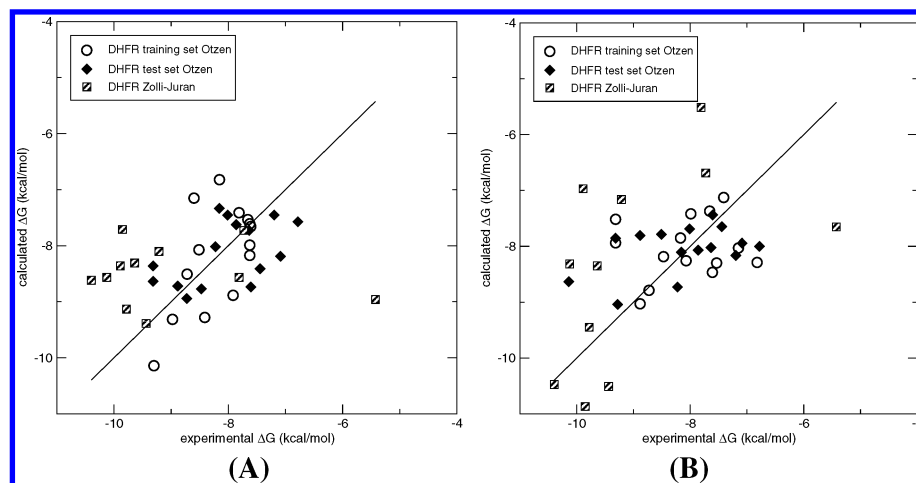 -4
DHFR training set Otzen
DHFR test set Otzen
DHFR Zolli-Juran
-6
-8
-10
calculated ΔG (kcal/mol)
-10
-8
-6
-4
experimental ΔG (kcal/mol)
(A)
-4
DHFR training set Otzen
DHFR test set Otzen
DHFR Zolli-Juran
-6
-8
-10
calculated ΔG (kcal/mol)
-10
-8
-6
-4
experimental ΔG (kcal/mol)
(B)